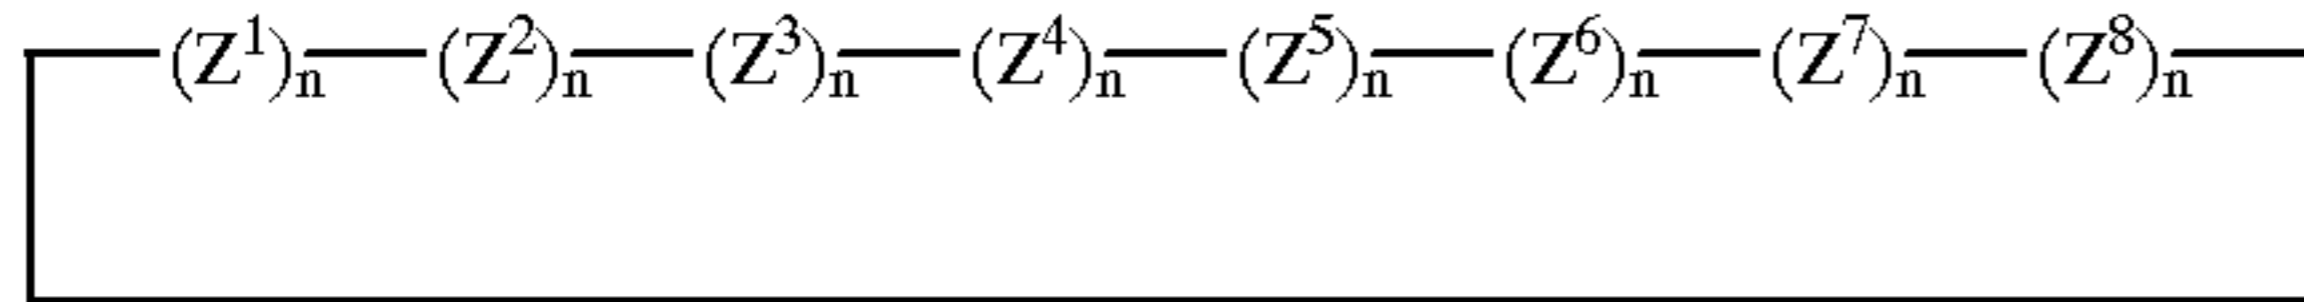 (Z¹)ₙ—(Z²)ₙ—(Z³)ₙ—(Z⁴)ₙ—(Z⁵)ₙ—(Z⁶)ₙ—(Z⁷)ₙ—(Z⁸)ₙ